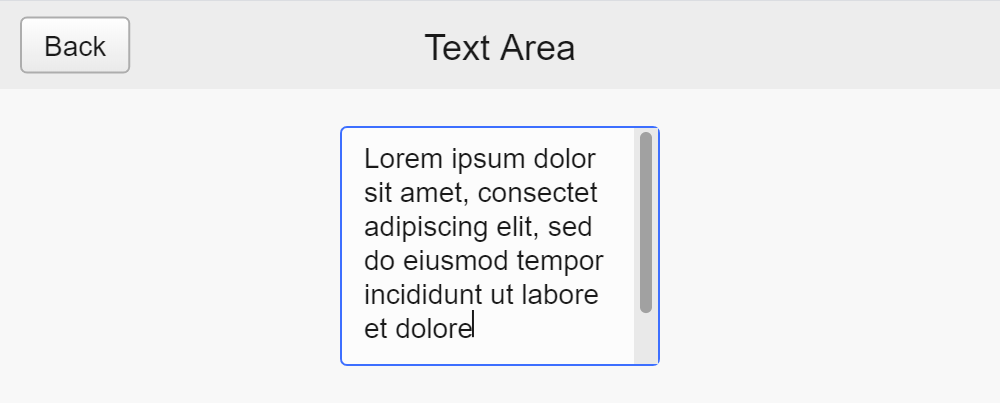 Back
Text Area
Lorem ipsum dolor
sit amet, consectet
adipiscing elit, sed
do eiusmod tempor
incididunt ut labore
et dolore